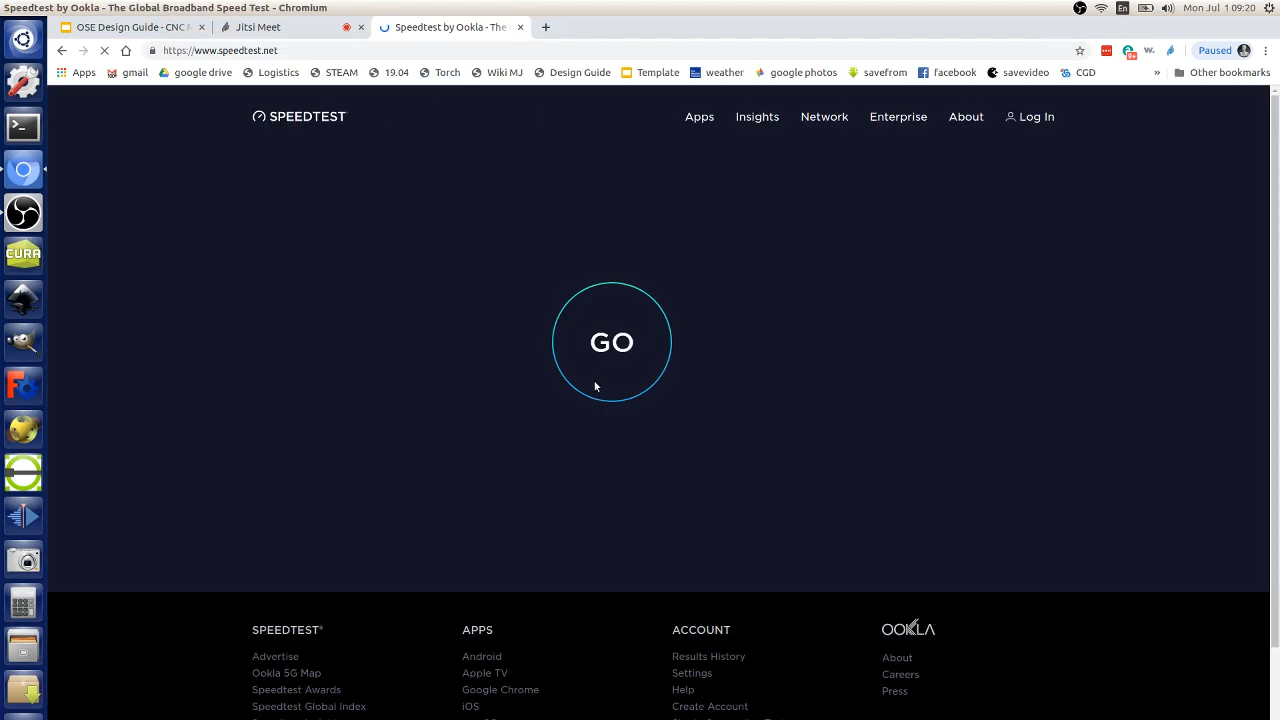 Speedtest by Ookla - The Global Broadband Speed Test - Chromium
En
Mon Jul 1 09:20
OSE Design Guide - CNC
Jitsi Meet
Speedtest by Ookla - The
https://www.speedtest.net
9+
W.
Paused
Apps
gmail
google drive
Logistics
STEAM
19.04
Torch
Wiki MJ
Design Guide
Template
weather
google photos
savefrom
facebook
savevideo
CGD
»
Other bookmarks
SPEEDTEST
Apps
Insights
Network
Enterprise
About
Log In
GO
CURA
SPEEDTEST®
APPS
ACCOUNT
OOKLA
Advertise
Android
Results History
About
Ookla 5G Map
Apple TV
Settings
Careers
Speedtest Awards
Google Chrome
Help
Press
Speedtest Global Index
iOS
Create Account